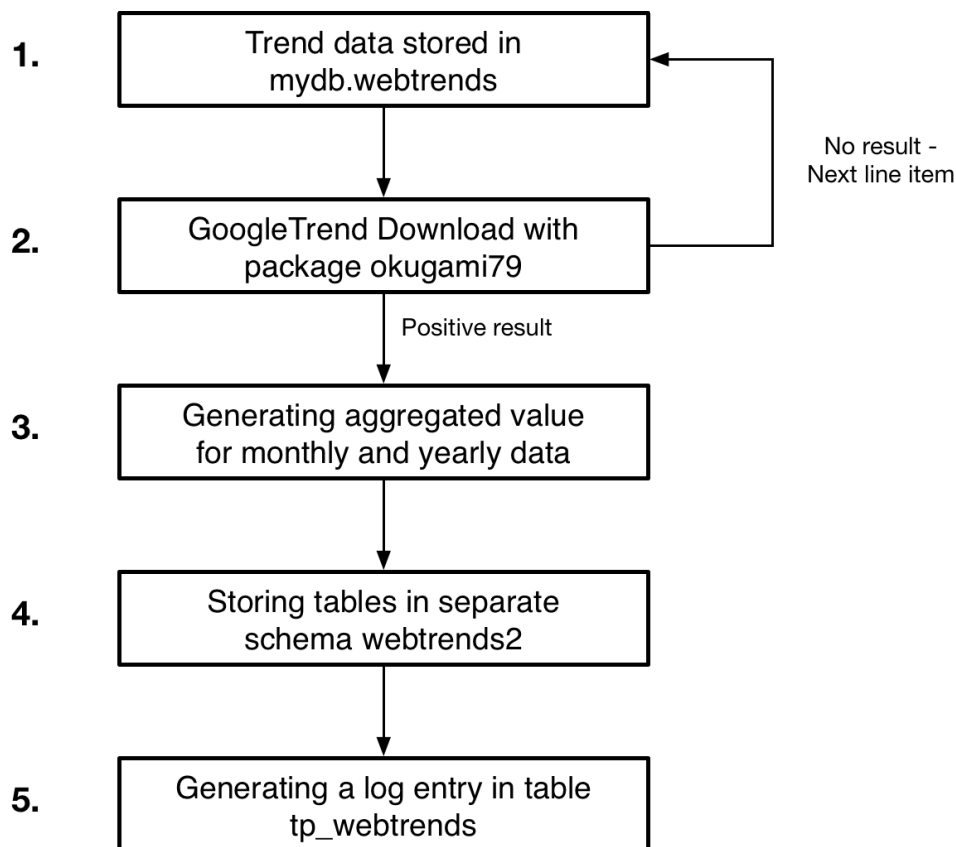 1.
Trend data stored in
mydb.webtrends
No result -
Next line item
2.
GoogleTrend Download with
package okugami79
Positive result
3.
Generating aggregated value
for monthly and yearly data
4.
Storing tables in separate
schema webtrends2
5.
Generating a log entry in table
tp_webtrends